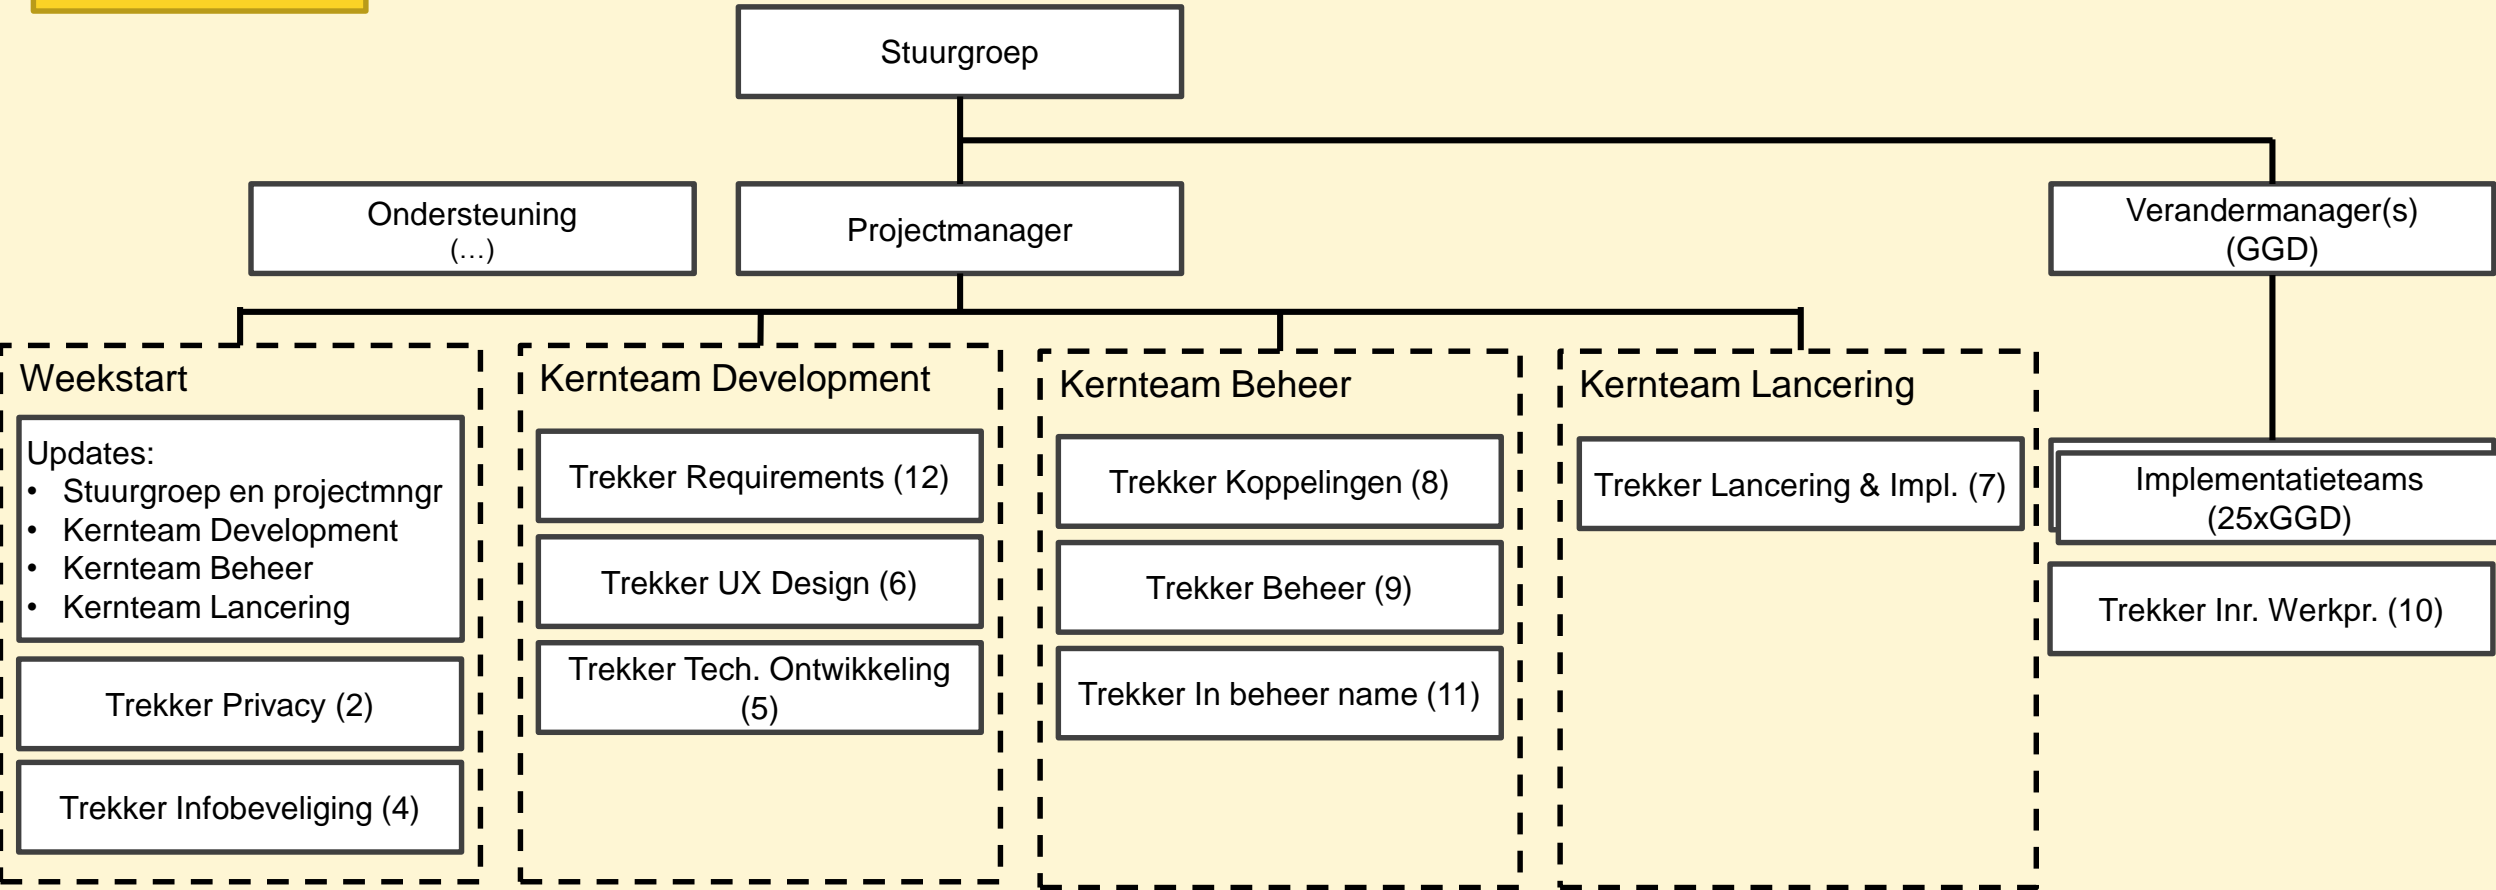 Stuurgroep
Ondersteuning
(…)
Projectmanager
Verandermanager(s)
(GGD)
Weekstart
Updates:
• Stuurgroep en projectmngr
• Kernteam Development
• Kernteam Beheer
• Kernteam Lancering
Trekker Privacy (2)
Trekker Infobeveliging (4)
Kernteam Development
Trekker Requirements (12)
Trekker UX Design (6)
Trekker Tech. Ontwikkeling
(5)
Kernteam Beheer
Trekker Koppelingen (8)
Trekker Beheer (9)
Trekker In beheer name (11)
Kernteam Lancering
Trekker Lancering & Impl. (7)
Implementatieteams
(25xGGD)
Trekker Inr. Werkpr. (10)